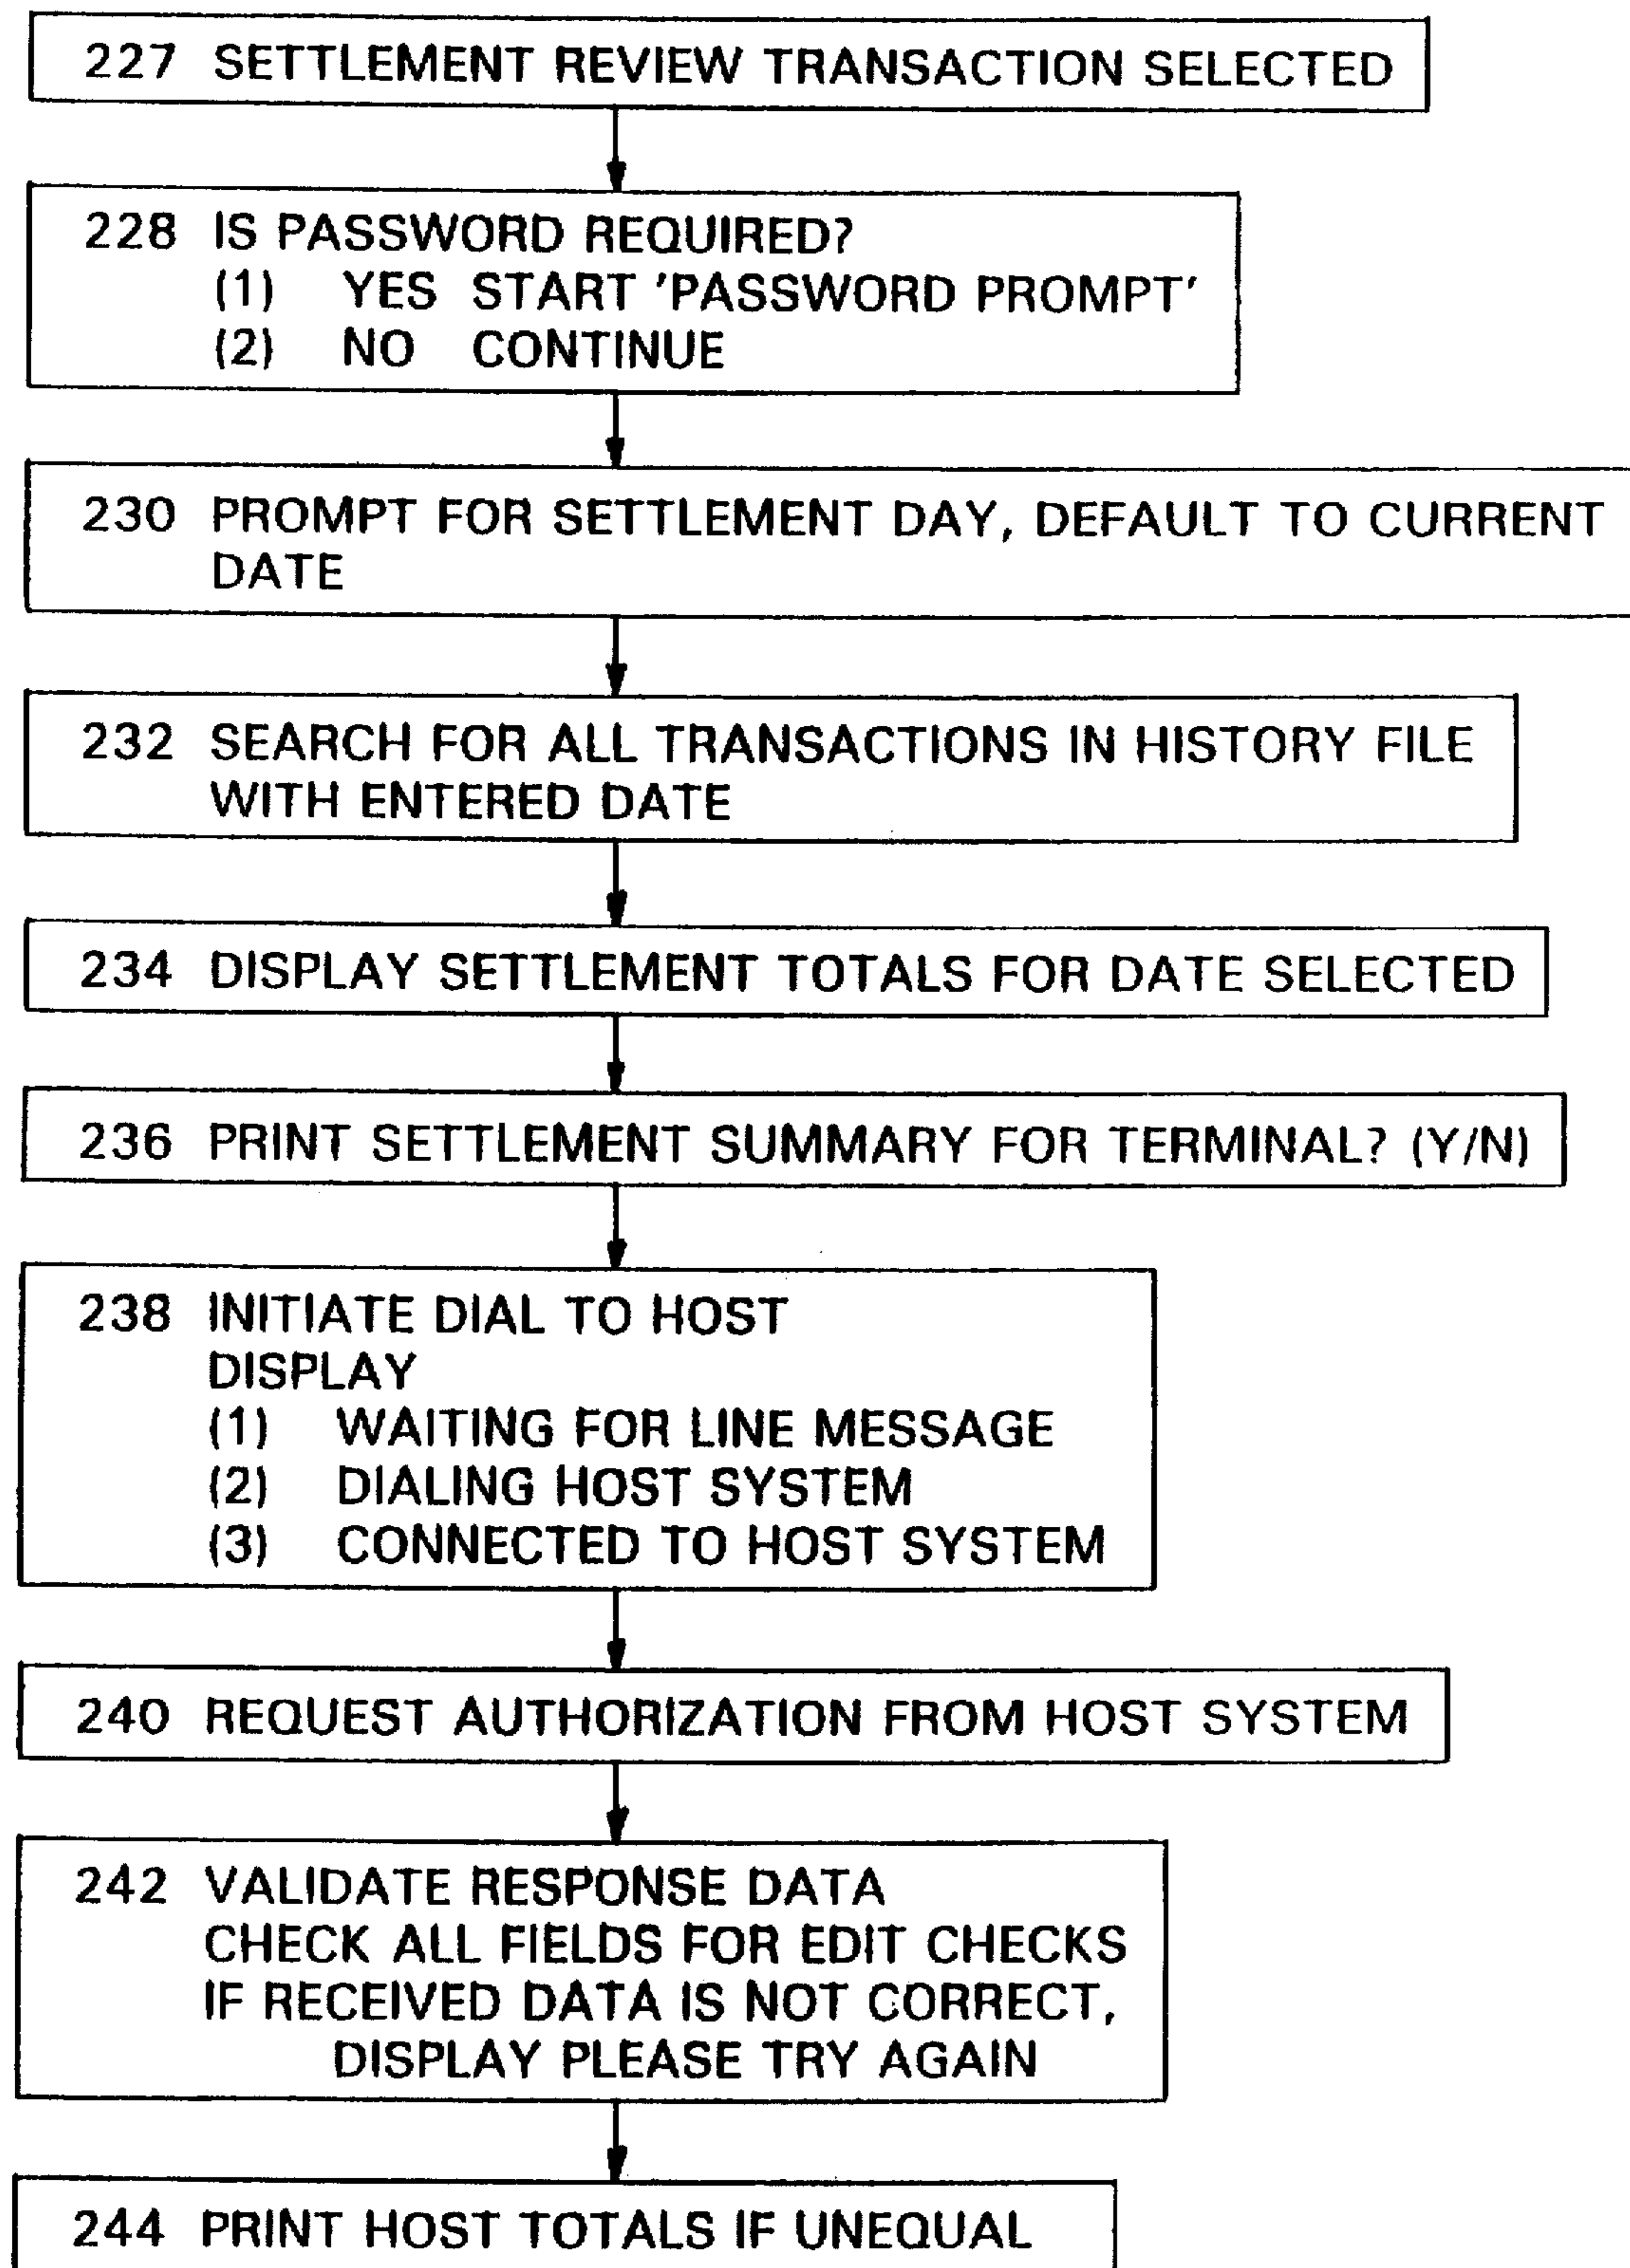 227 SETTLEMENT REVIEW TRANSACTION SELECTED
228 IS PASSWORD REQUIRED?
(1) YES START 'PASSWORD PROMPT'
(2) NO CONTINUE
230 PROMPT FOR SETTLEMENT DAY, DEFAULT TO CURRENT
DATE
232 SEARCH FOR ALL TRANSACTIONS IN HISTORY FILE
WITH ENTERED DATE
234 DISPLAY SETTLEMENT TOTALS FOR DATE SELECTED
236 PRINT SETTLEMENT SUMMARY FOR TERMINAL? (Y/N)
238 INITIATE DIAL TO HOST
DISPLAY
(1) WAITING FOR LINE MESSAGE
(2) DIALING HOST SYSTEM
(3) CONNECTED TO HOST SYSTEM
240 REQUEST AUTHORIZATION FROM HOST SYSTEM
242 VALIDATE RESPONSE DATA
CHECK ALL FIELDS FOR EDIT CHECKS
IF RECEIVED DATA IS NOT CORRECT,
DISPLAY PLEASE TRY AGAIN
244 PRINT HOST TOTALS IF UNEQUAL